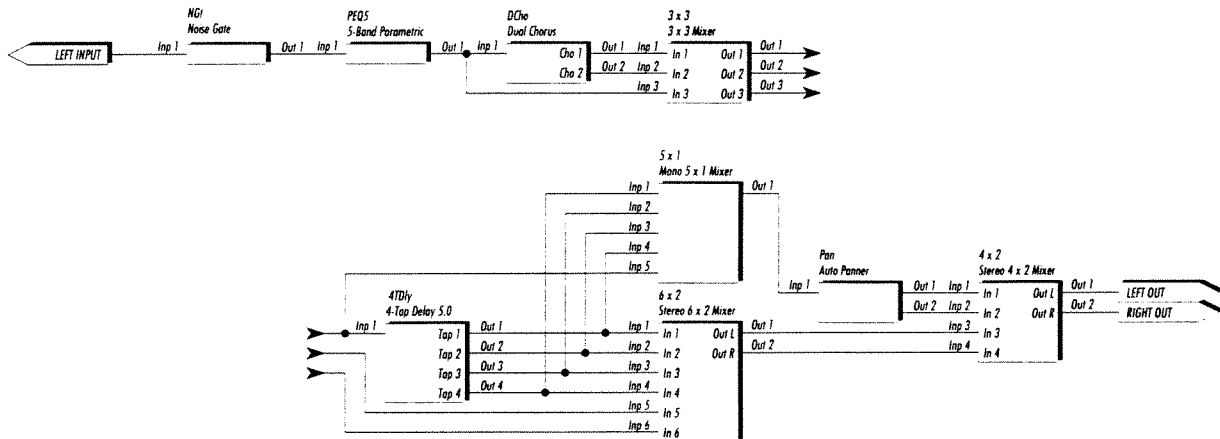 NG!
Noise Gate
PEQ5
5-Band Parametric
DCho
Dual Chorus
3 x 3
3 x 3 Mixer
LEFT INPUT
Inp 1
Out 1
Inp 1
Out 1
Inp 1
Cho 1
Out 1
Inp 1
In 1
Out 1
Out 1
Cho 2
Out 2
Inp 2
In 2
Out 2
Out 2
Inp 3
In 3
Out 3
Out 3
5 x 1
Mono 5 x 1 Mixer
Inp 1
Out 1
Inp 2
Inp 3
Inp 4
Inp 5
Pan
Auto Panner
4 x 2
Stereo 4 x 2 Mixer
Inp 1
Out 1
Inp 1
In 1
Out L
Out 1
LEFT OUT
Out 2
Inp 2
In 2
Out R
Out 2
RIGHT OUT
Inp 3
In 3
Inp 4
In 4
4TDly
4-Tap Delay 5.0
6 x 2
Stereo 6 x 2 Mixer
Inp 1
Tap 1
Out 1
Inp 1
In 1
Out L
Out 1
Tap 2
Out 2
Inp 2
In 2
Out R
Out 2
Tap 3
Out 3
Inp 3
In 3
Tap 4
Out 4
Inp 4
In 4
Inp 5
In 5
Inp 6
In 6